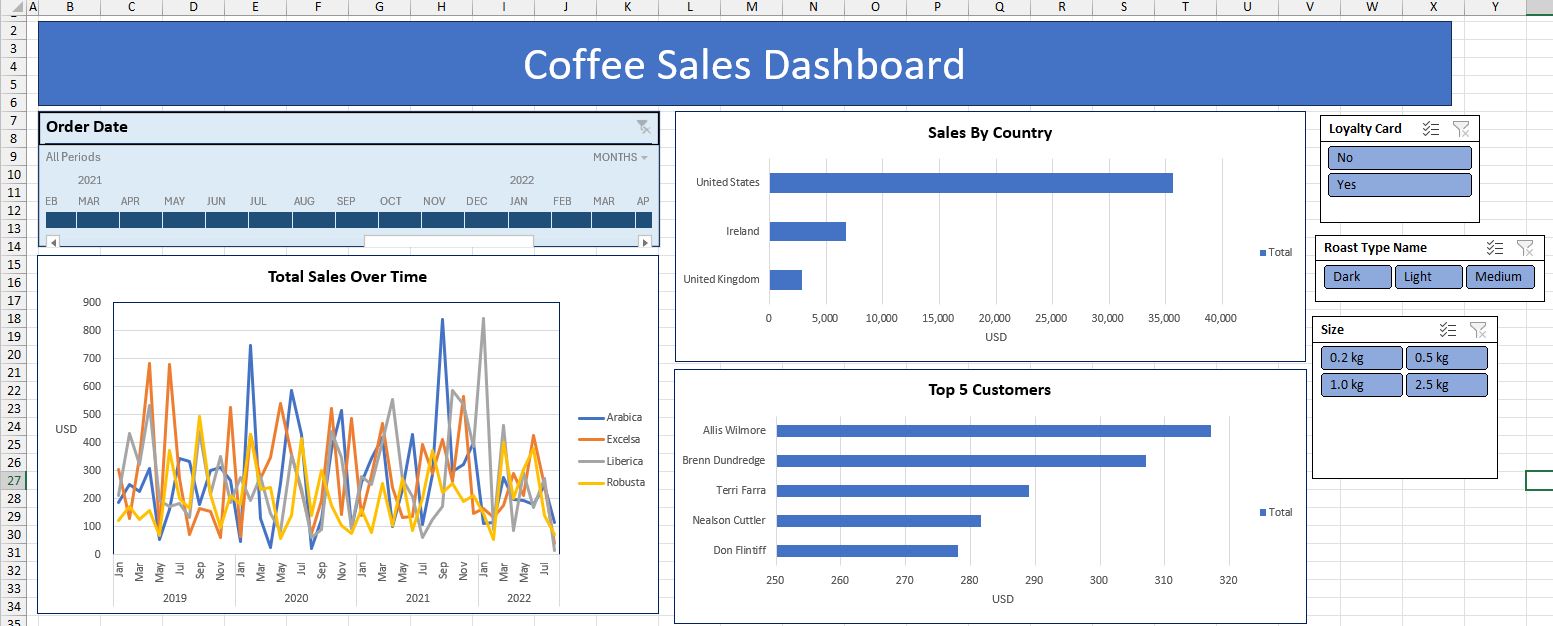 A B C D E F G H I J K L M N O P Q R S T U V W X Y
2
3
4
5
6
7
8
9
10
11
12
13
14
15
16
17
18
19
20
21
22
23
24
25
26
27
28
29
30
31
32
33
34
35
Coffee Sales Dashboard
Order Date
All Periods MONTHS
2021 2022
EB MAR APR MAY JUN JUL AUG SEP OCT NOV DEC JAN FEB MAR AP
Total Sales Over Time
900
800
700
600
500
400
300
200
100
0
USD
Jan Mar May Jul Sep Nov Jan Mar May Jul Sep Nov Jan Mar May Jul Sep Nov Jan Mar May Jul
2019 2020 2021 2022
Arabica
Excelsa
Liberica
Robusta
Sales By Country
United States
Ireland
United Kingdom
0 5,000 10,000 15,000 20,000 25,000 30,000 35,000 40,000
USD
Total
Top 5 Customers
Allis Wilmore
Brenn Dundredge
Terri Farra
Nealson Cuttler
Don Flintiff
250 260 270 280 290 300 310 320
USD
Total
Loyalty Card
No
Yes
Roast Type Name
Dark Light Medium
Size
0.2 kg 0.5 kg
1.0 kg 2.5 kg